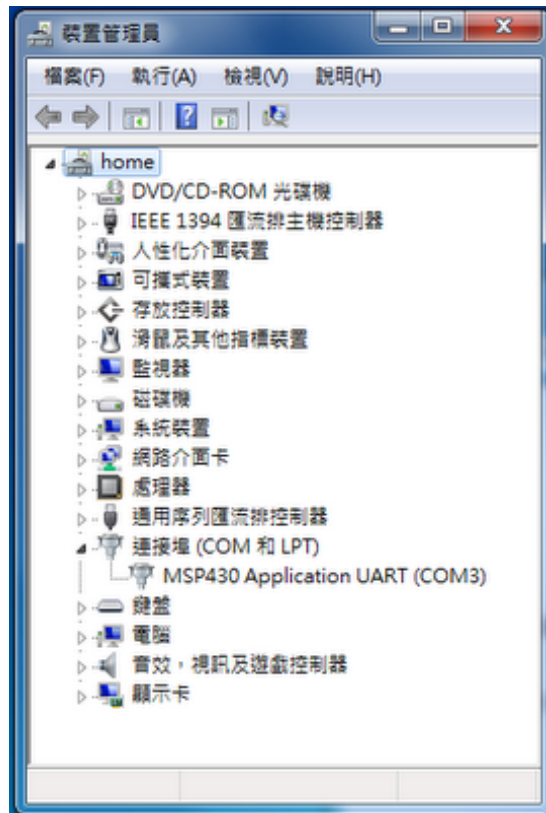 裝置管理員
檔案(F) 執行(A) 檢視(V) 說明(H)
home
DVD/CD-ROM 光碟機
IEEE 1394 匯流排主機控制器
人性化介面裝置
可攜式裝置
存放控制器
滑鼠及其他指標裝置
監視器
磁碟機
系統裝置
網路介面卡
處理器
通用序列匯流排控制器
連接埠 (COM 和 LPT)
MSP430 Application UART (COM3)
鍵盤
電腦
音效，視訊及遊戲控制器
顯示卡